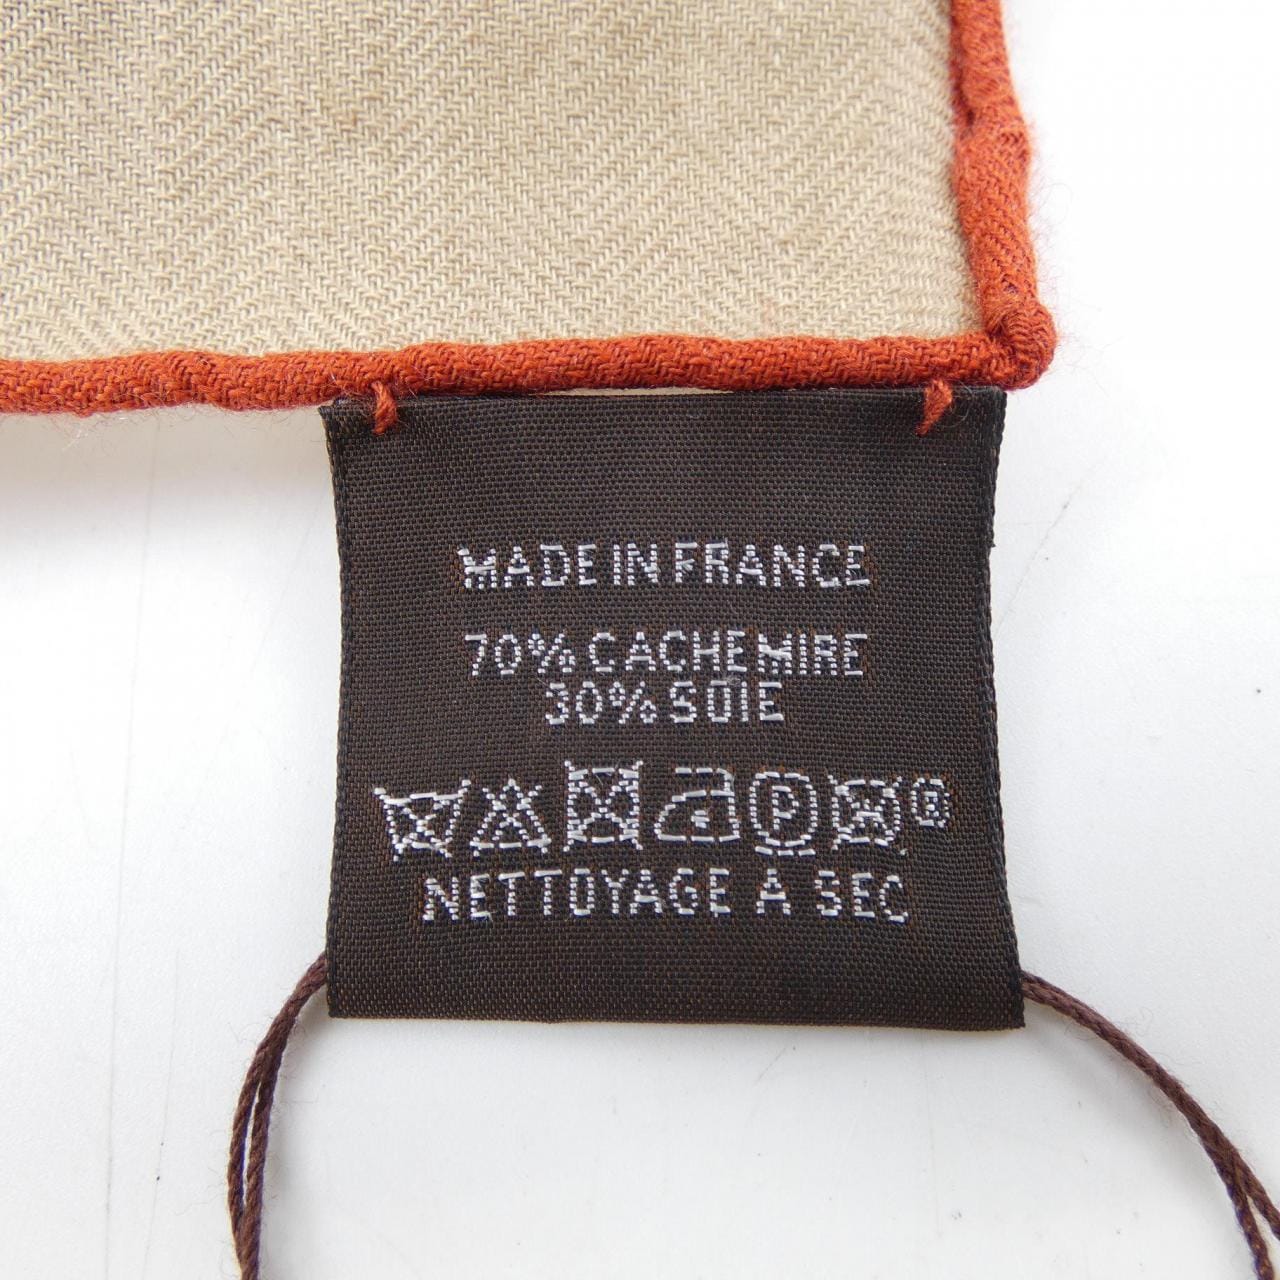 MADE IN FRANCE
70% CACHEMIRE
30% SOIE
P ®
NETTOYAGE A SEC